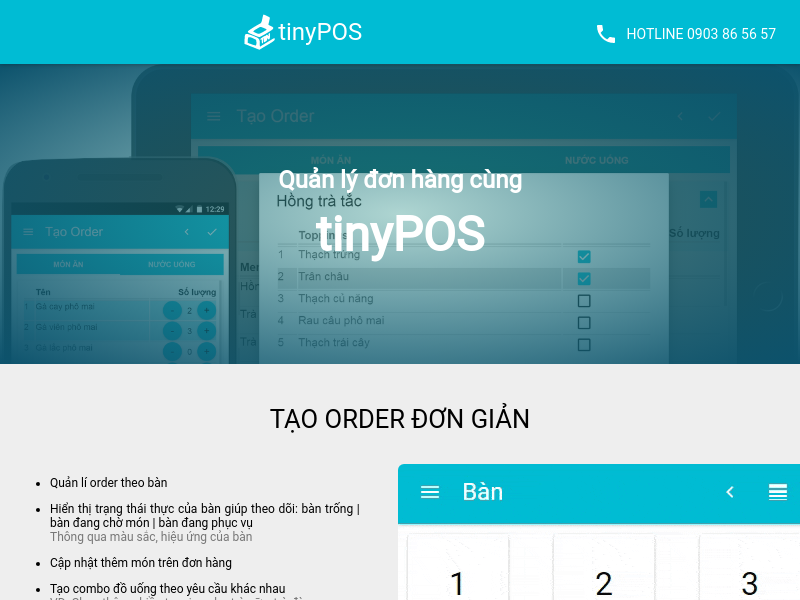 tinyPOS
HOTLINE 0903 86 56 57
Tạo Order
MÓN ĂN
NƯỚC UỐNG
Quản lý đơn hàng cùng
tinyPOS
Hồng trà tắc
Số lượng
1 Thạch trứng
2 Trân châu
3 Thạch củ năng
4 Rau câu phô mai
5 Thạch trái cây
12:29
Tạo Order
MÓN ĂN
NƯỚC UỐNG
Tên
Số lượng
1 Gà cay phô mai - 2 +
2 Gà viên phô mai - 3 +
3 Gà lắc phô mai - 0 +
TẠO ORDER ĐƠN GIẢN
Quản lí order theo bàn
Hiển thị trạng thái thực của bàn giúp theo dõi: bàn trống |
bàn đang chờ món | bàn đang phục vụ
Thông qua màu sắc, hiệu ứng của bàn
Cập nhật thêm món trên đơn hàng
Tạo combo đồ uống theo yêu cầu khác nhau
Bàn
1
2
3